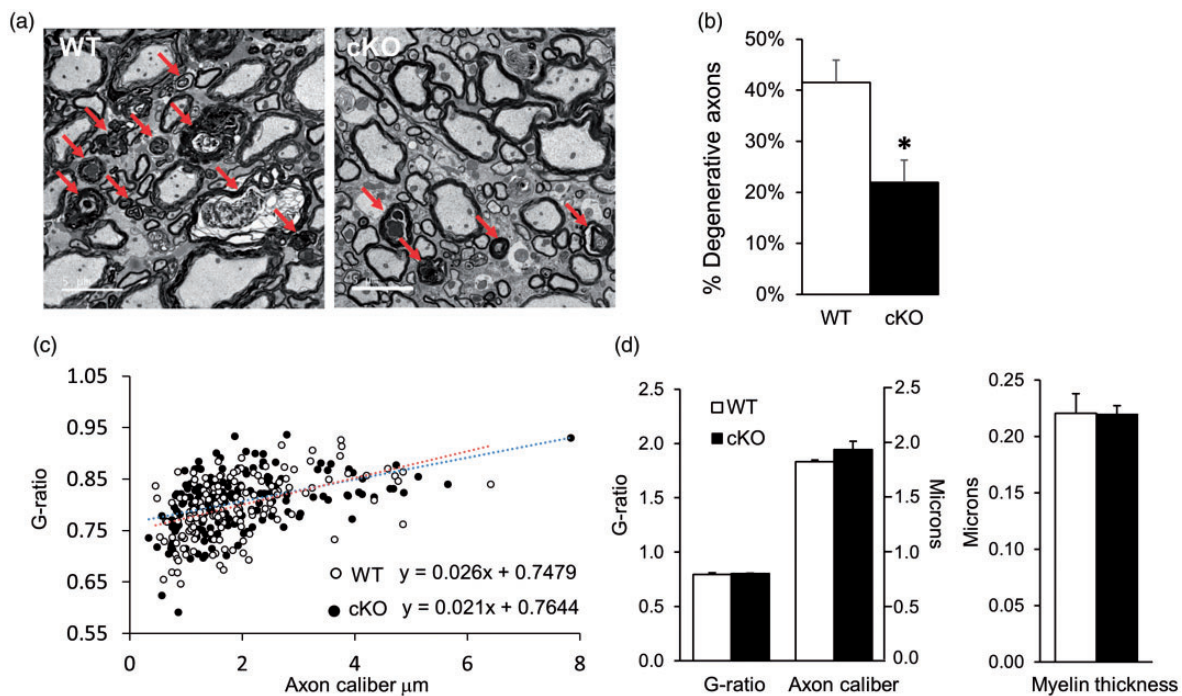 (a)
WT
cKO
5 μm
5 μm
(b)
% Degenerative axons
50%
40%
30%
20%
10%
0%
*
WT
cKO
(c)
G-ratio
1.05
0.95
0.85
0.75
0.65
0.55
WT y = 0.026x + 0.7479
cKO y = 0.021x + 0.7644
0 2 4 6 8
Axon caliber μm
(d)
G-ratio
2.5
2.0
1.5
1.0
0.5
0.0
WT
cKO
2.5
2.0
1.5
1.0
0.5
0.0
Microns
G-ratio Axon caliber
Microns
0.25
0.20
0.15
0.10
0.05
0.00
Myelin thickness